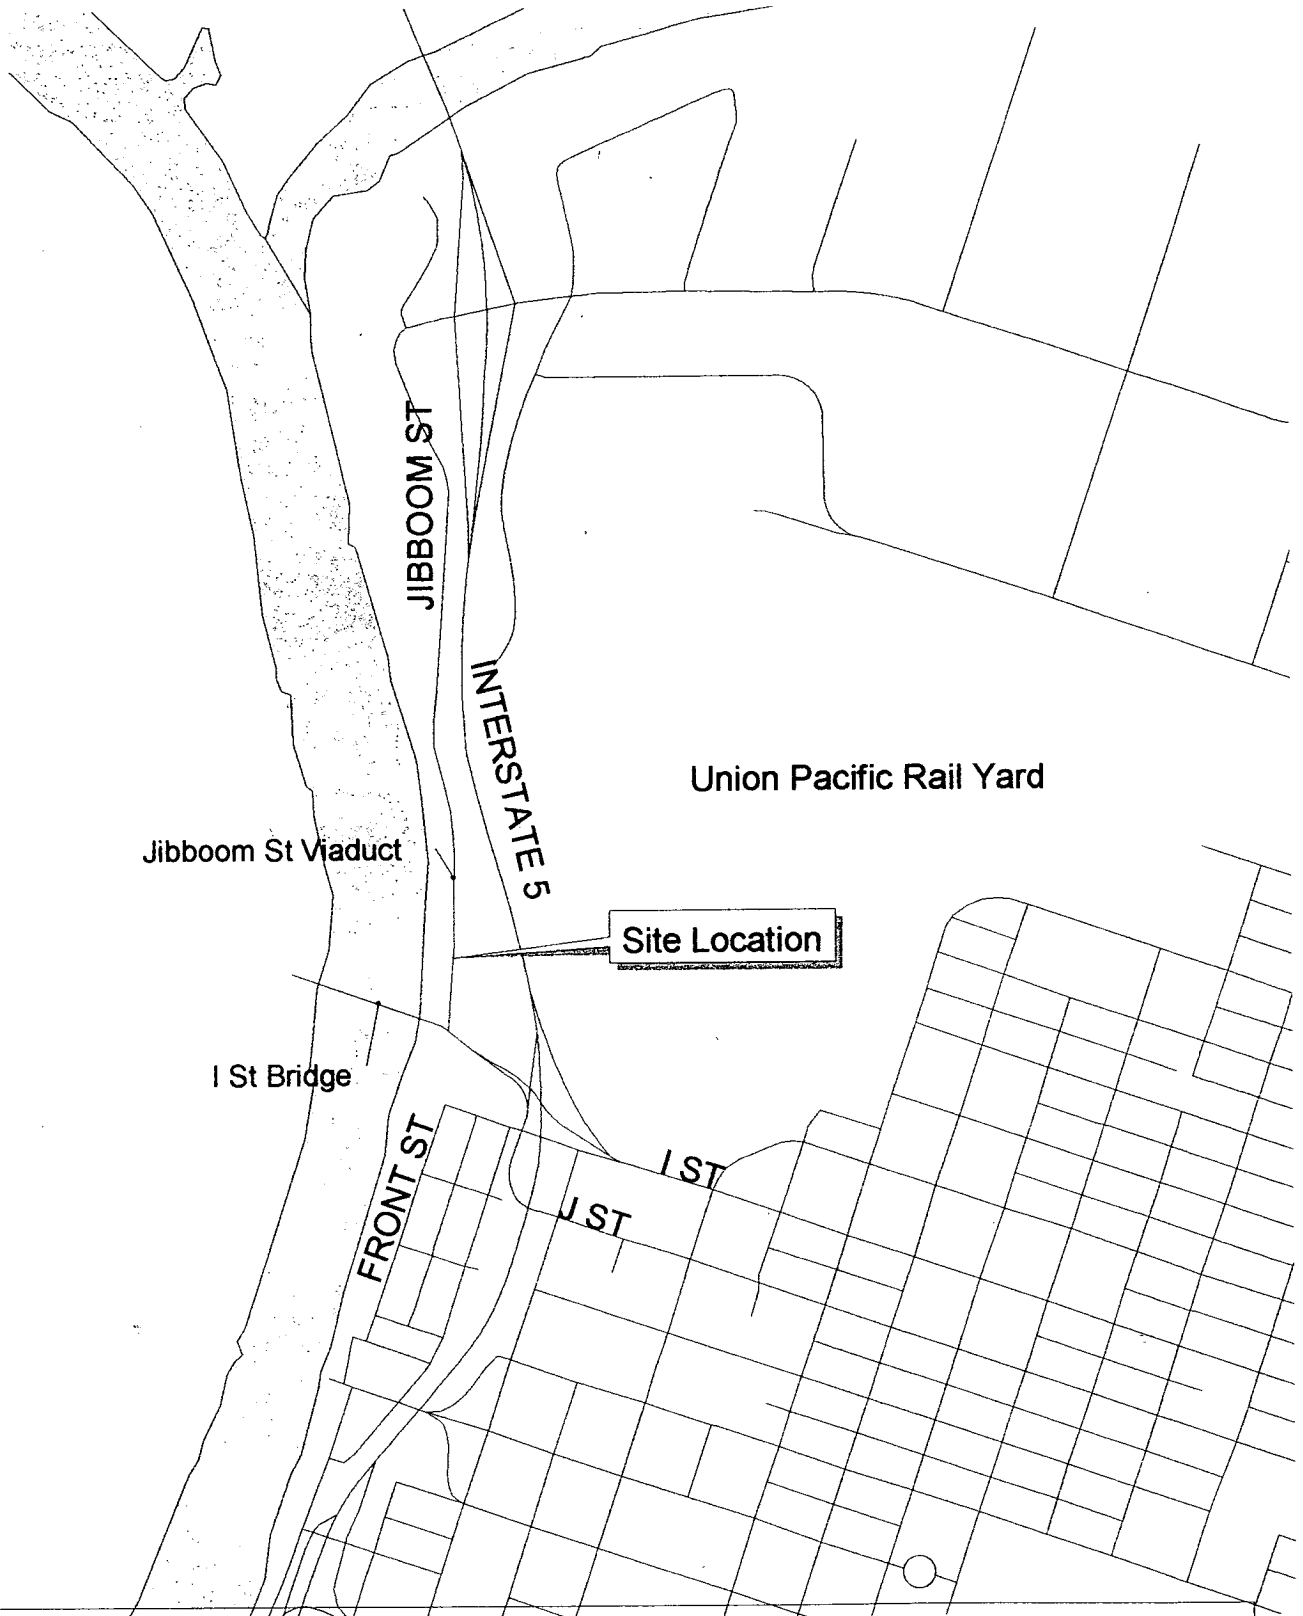 JIBBOOM ST
INTERSTATE 5
Union Pacific Rail Yard
Jibboom St Viaduct
Site Location
I St Bridge
FRONT ST
I ST
J ST